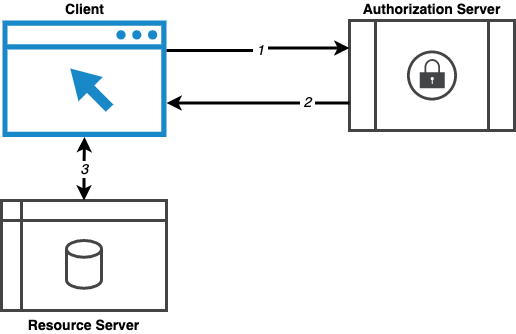 Client
Authorization Server
1
2
3
Resource Server